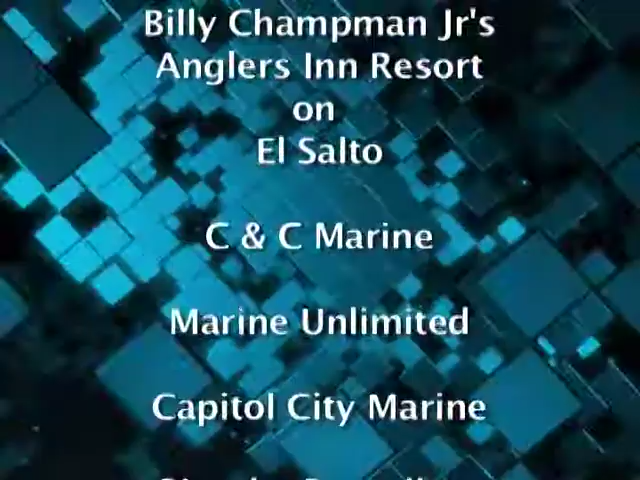 Billy Champman Jr's
Anglers Inn Resort
on
El Salto
C & C Marine
Marine Unlimited
Capitol City Marine